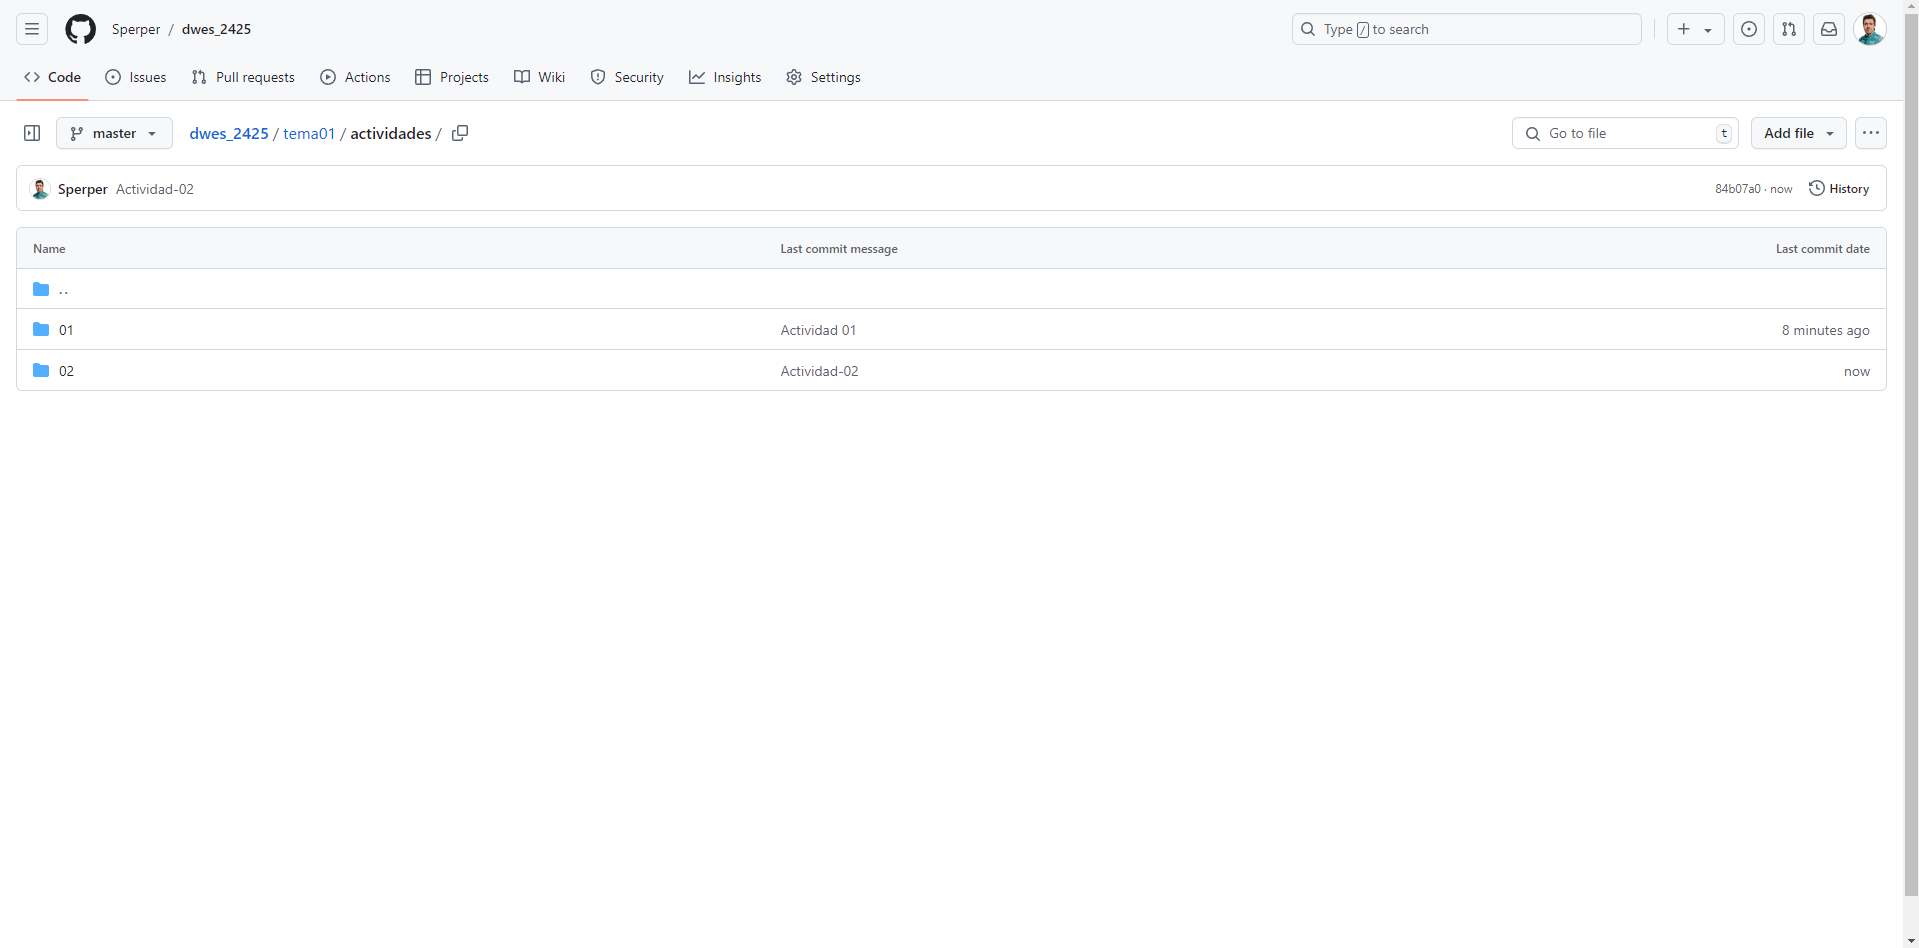 Sperper / dwes_2425 Type / to search
Code Issues Pull requests Actions Projects Wiki Security Insights Settings
master dwes_2425 / tema01 / actividades / Go to file t Add file
Sperper Actividad-02 84b07a0 · now History
Name Last commit message Last commit date
..
01 Actividad 01 8 minutes ago
02 Actividad-02 now